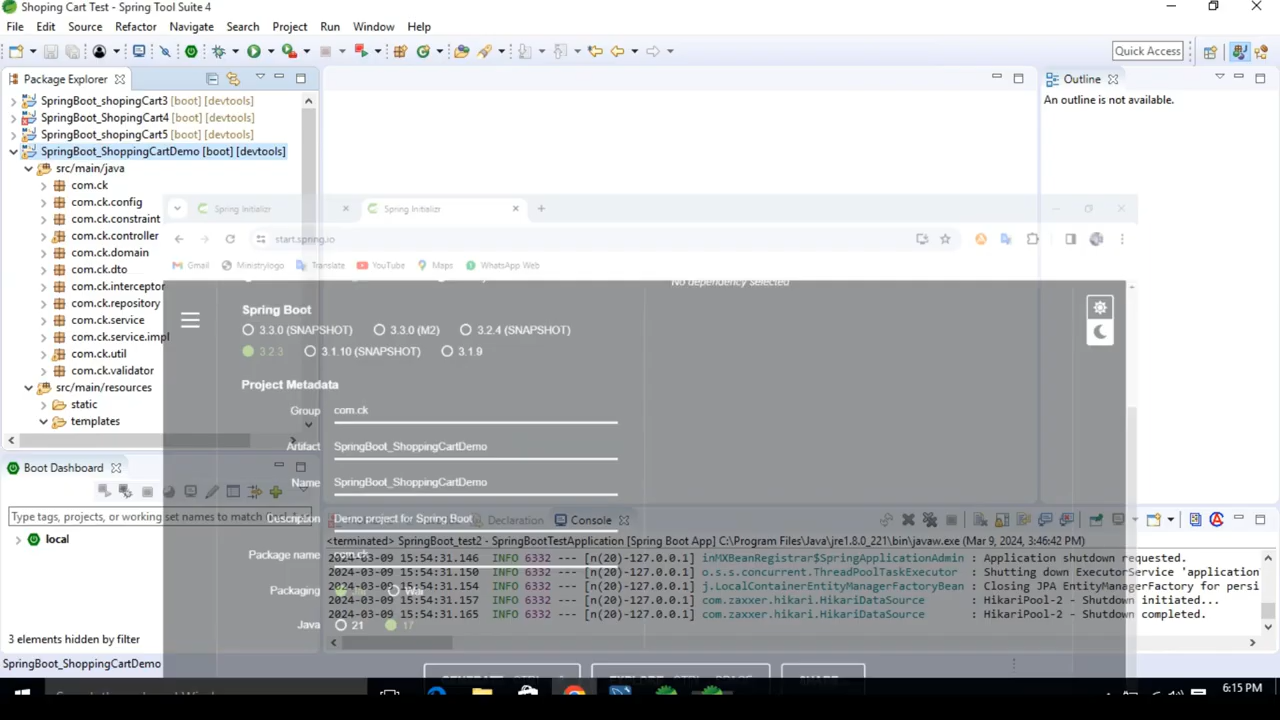 Shoping Cart Test - Spring Tool Suite 4
File Edit Source Refactor Navigate Search Project Run Window Help
Quick Access
Package Explorer
SpringBoot_shopingCart3 [boot] [devtools]
SpringBoot_ShopingCart4 [boot] [devtools]
SpringBoot_shopingCart5 [boot] [devtools]
SpringBoot_ShoppingCartDemo [boot] [devtools]
src/main/java
com.ck
com.ck.config
com.ck.constraint
com.ck.controller
com.ck.domain
com.ck.dto
com.ck.interceptor
com.ck.repository
com.ck.service
com.ck.service.impl
com.ck.util
com.ck.validator
src/main/resources
static
templates
Outline
An outline is not available.
Spring Initializr
Spring Initializr
start.spring.io
Gmail Ministrylogo Translate YouTube Maps WhatsApp Web
No dependency selected
Spring Boot
3.3.0 (SNAPSHOT) 3.3.0 (M2) 3.2.4 (SNAPSHOT)
3.2.3 3.1.10 (SNAPSHOT) 3.1.9
Project Metadata
Group com.ck
Artifact SpringBoot_ShoppingCartDemo
Name SpringBoot_ShoppingCartDemo
Description Demo project for Spring Boot
Package name com.ck
Packaging Jar War
Java 21 17
Boot Dashboard
Type tags, projects, or working set names to match
local
3 elements hidden by filter
SpringBoot_ShoppingCartDemo
Declaration Console
<terminated> SpringBoot_test2 - SpringBootTestApplication [Spring Boot App] C:\Program Files\Java\jre1.8.0_221\bin\javaw.exe (Mar 9, 2024, 3:46:42 PM)
2024-03-09 15:54:31.146 INFO 6332 --- [n(20)-127.0.0.1] inMXBeanRegistrar$SpringApplicationAdmin : Application shutdown requested.
2024-03-09 15:54:31.150 INFO 6332 --- [n(20)-127.0.0.1] o.s.s.concurrent.ThreadPoolTaskExecutor : Shutting down ExecutorService 'application
2024-03-09 15:54:31.154 INFO 6332 --- [n(20)-127.0.0.1] j.LocalContainerEntityManagerFactoryBean : Closing JPA EntityManagerFactory for persi
2024-03-09 15:54:31.157 INFO 6332 --- [n(20)-127.0.0.1] com.zaxxer.hikari.HikariDataSource : HikariPool-2 - Shutdown initiated...
2024-03-09 15:54:31.165 INFO 6332 --- [n(20)-127.0.0.1] com.zaxxer.hikari.HikariDataSource : HikariPool-2 - Shutdown completed.
6:15 PM